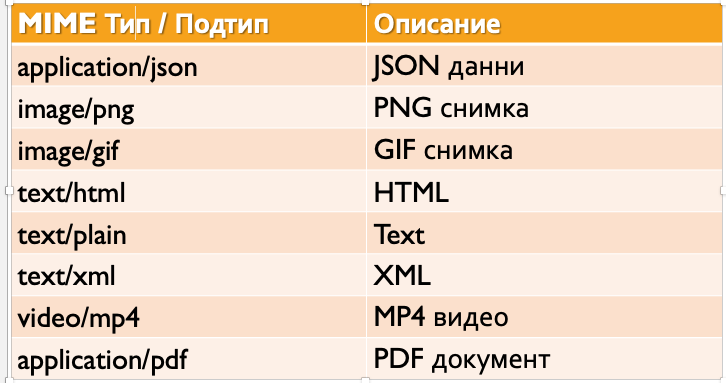 MIME Тип / Подтип Описание
application/json JSON данни
image/png PNG снимка
image/gif GIF снимка
text/html HTML
text/plain Text
text/xml XML
video/mp4 MP4 видео
application/pdf PDF документ